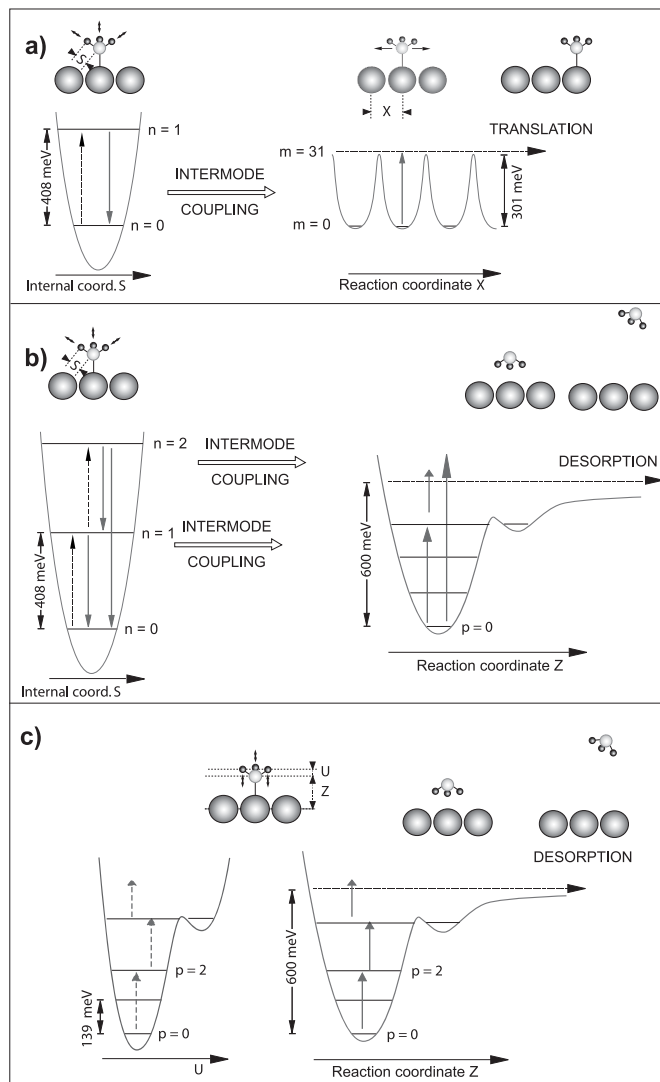 a)
S
n = 1
408 meV
n = 0
Internal coord. S
INTERMODE
COUPLING
X
TRANSLATION
m = 31
301 meV
m = 0
Reaction coordinate X
b)
S
n = 2
INTERMODE
COUPLING
n = 1
INTERMODE
COUPLING
408 meV
n = 0
Internal coord. S
DESORPTION
600 meV
p = 0
Reaction coordinate Z
c)
U
Z
DESORPTION
p = 2
139 meV
p = 0
U
600 meV
p = 2
p = 0
Reaction coordinate Z